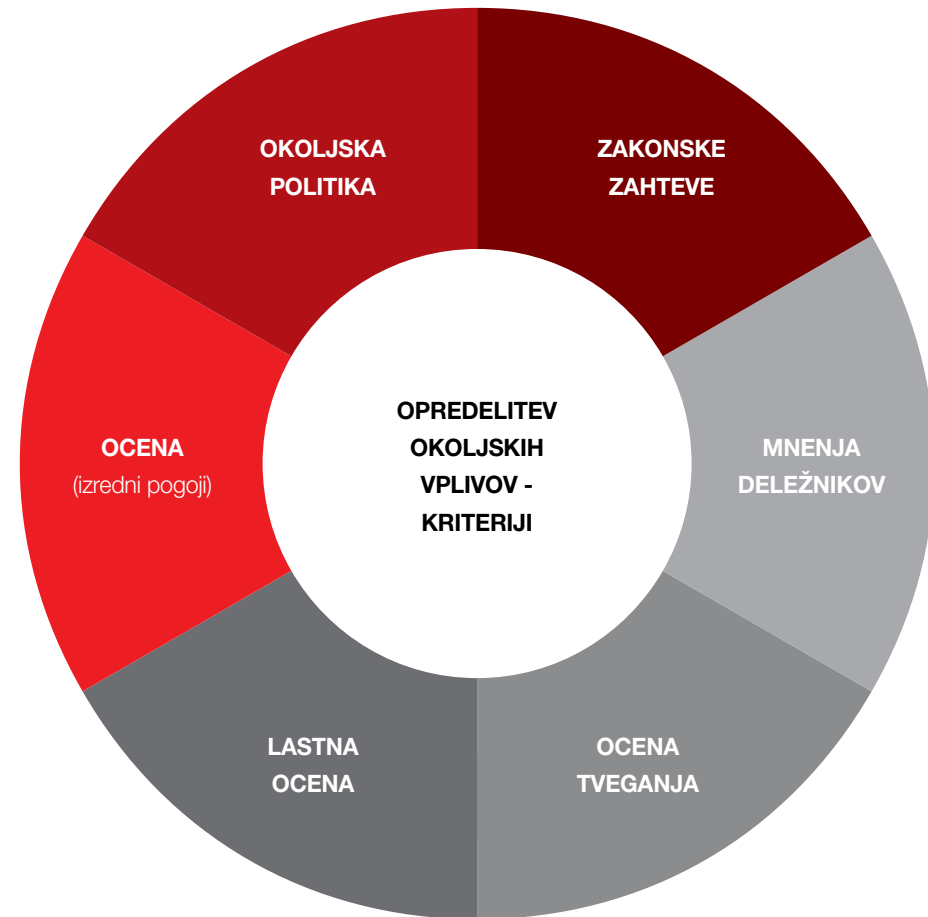 OKOLJSKA
POLITIKA
ZAKONSKE
ZAHTEVE
OCENA
(izredni pogoji)
OPREDELITEV
OKOLJSKIH
VPLIVOV -
KRITERIJI
MNENJA
DELEŽNIKOV
LASTNA
OCENA
OCENA
TVEGANJA